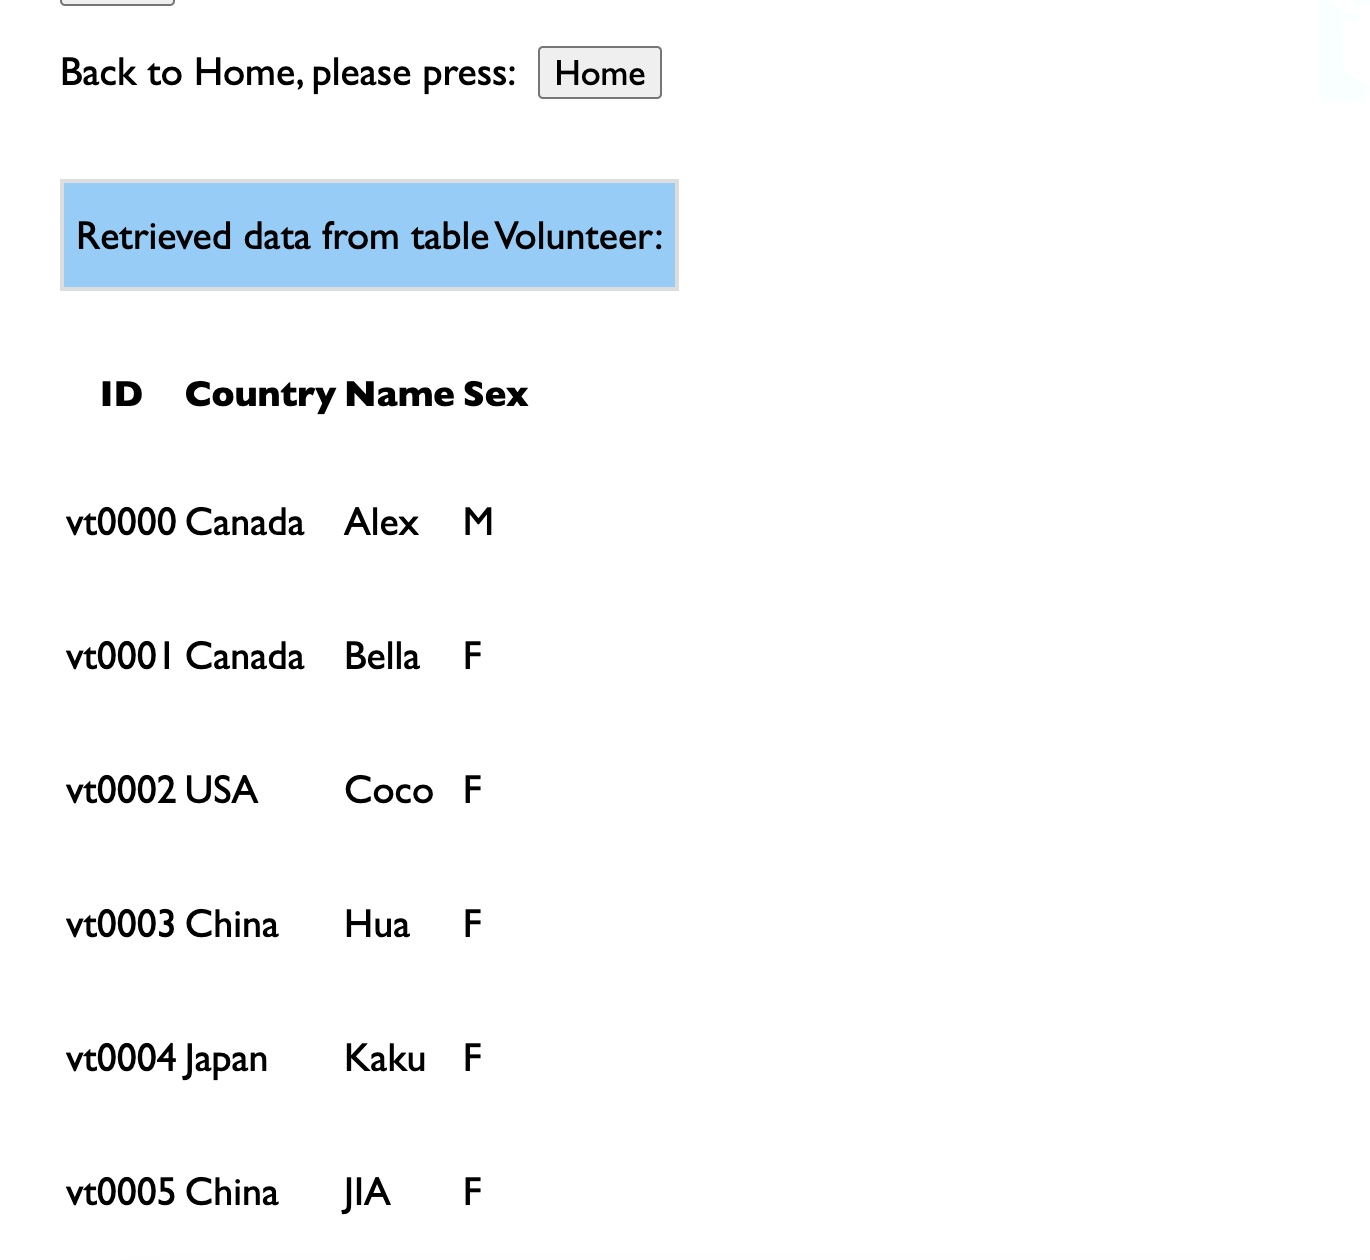 Back to Home, please press: Home
Retrieved data from table Volunteer:
ID Country Name Sex
vt0000 Canada Alex M
vt0001 Canada Bella F
vt0002 USA Coco F
vt0003 China Hua F
vt0004 Japan Kaku F
vt0005 China JIA F